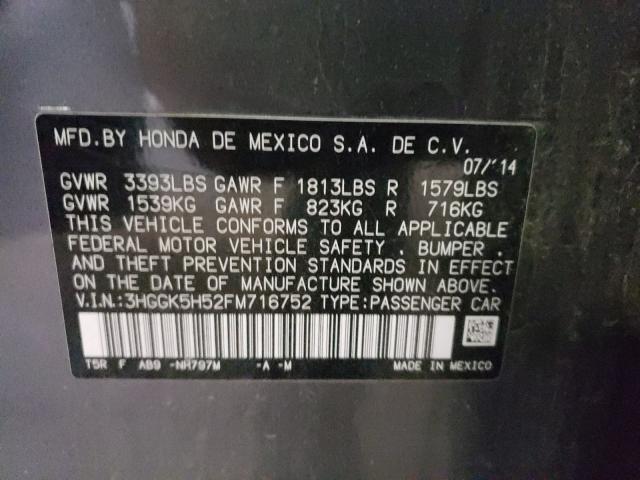 MFD.BY HONDA DE MEXICO S.A. DE C.V.
07/'14
GVWR 3393LBS GAWR F 1813LBS R 1579LBS
GVWR 1539KG GAWR F 823KG R 716KG
THIS VEHICLE CONFORMS TO ALL APPLICABLE
FEDERAL MOTOR VEHICLE SAFETY , BUMPER ,
AND THEFT PREVENTION STANDARDS IN EFFECT
ON THE DATE OF MANUFACTURE SHOWN ABOVE.
V.I.N.:3HGGK5H52FM716752 TYPE:PASSENGER CAR
T5R F AB9 -NH797M -A -M MADE IN MEXICO